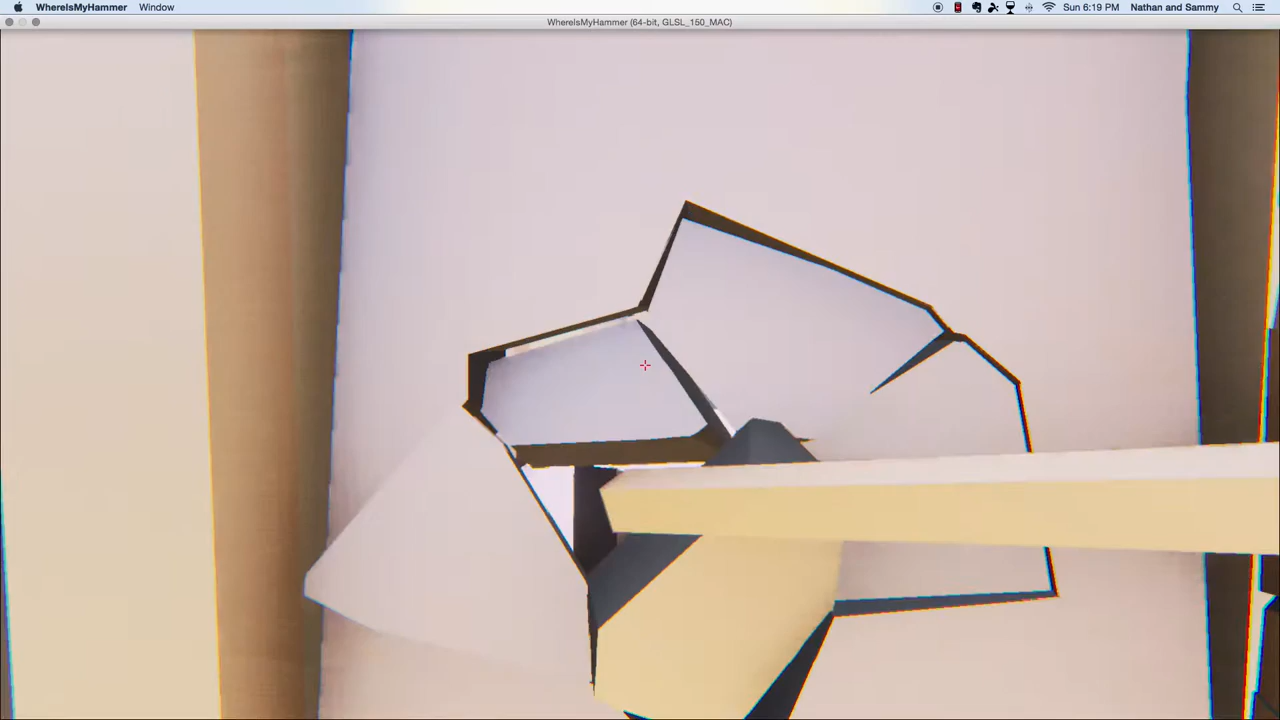 WhereIsMyHammer Window Sun 6:19 PM Nathan and Sammy
WhereIsMyHammer (64-bit, GLSL_150_MAC)